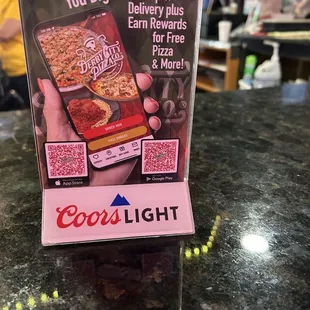 You Dig
Delivery plus
Earn Rewards
for Free
Pizza
& More!
DERBY CITY
PIZZA CO.
App Store
Google Play
Coors LIGHT